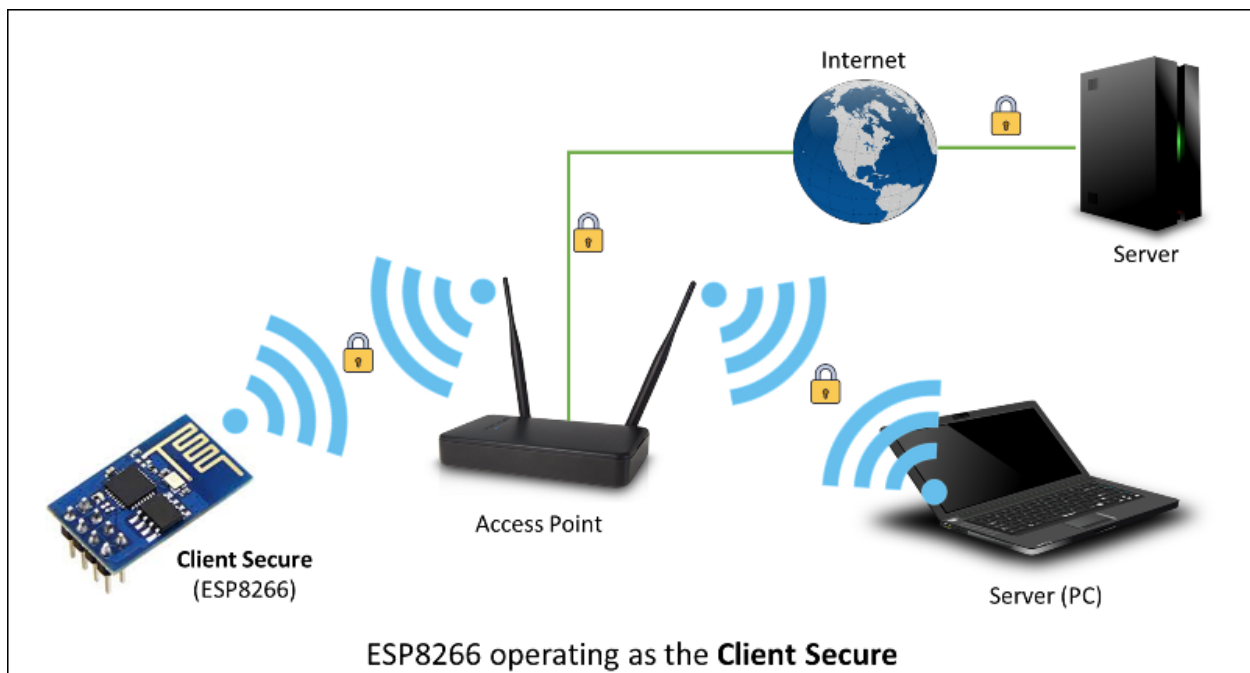 Internet
Server
Access Point
Client Secure
(ESP8266)
Server (PC)
ESP8266 operating as the Client Secure